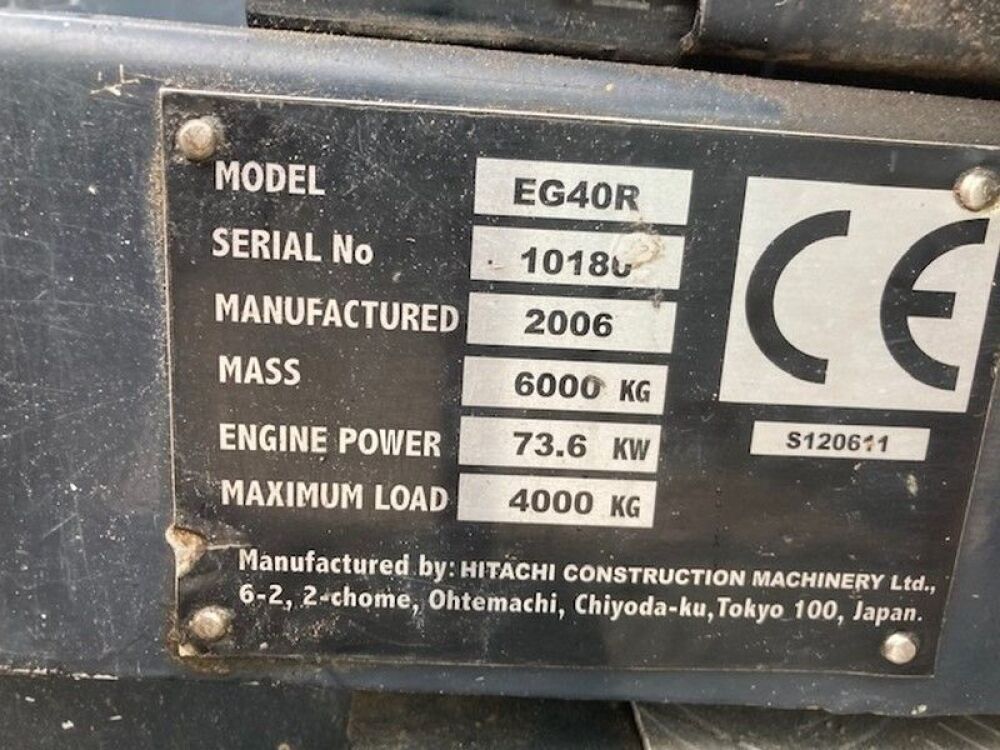 MODEL EG40R
SERIAL No
MANUFACTURED 2006
MASS 6000 KG
ENGINE POWER 73.6 KW
MAXIMUM LOAD 4000 KG
CE
S120611
Manufactured by: HITACHI CONSTRUCTION MACHINERY Ltd.,
6-2, 2-chome, Ohtemachi, Chiyoda-ku, Tokyo 100, Japan.